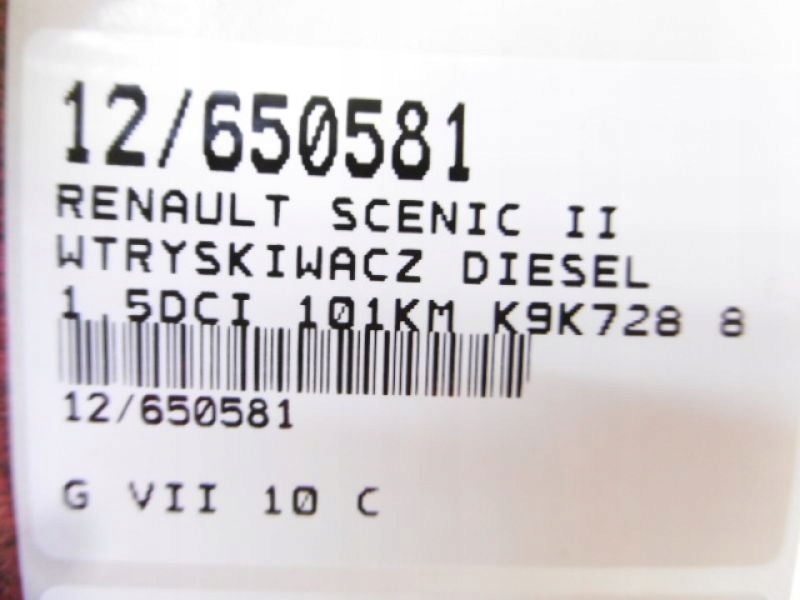 12/650581
RENAULT SCENIC II
WTRYSKIWACZ DIESEL
1.5DCI 101KM K9K728 8
12/650581
G VII 10 C